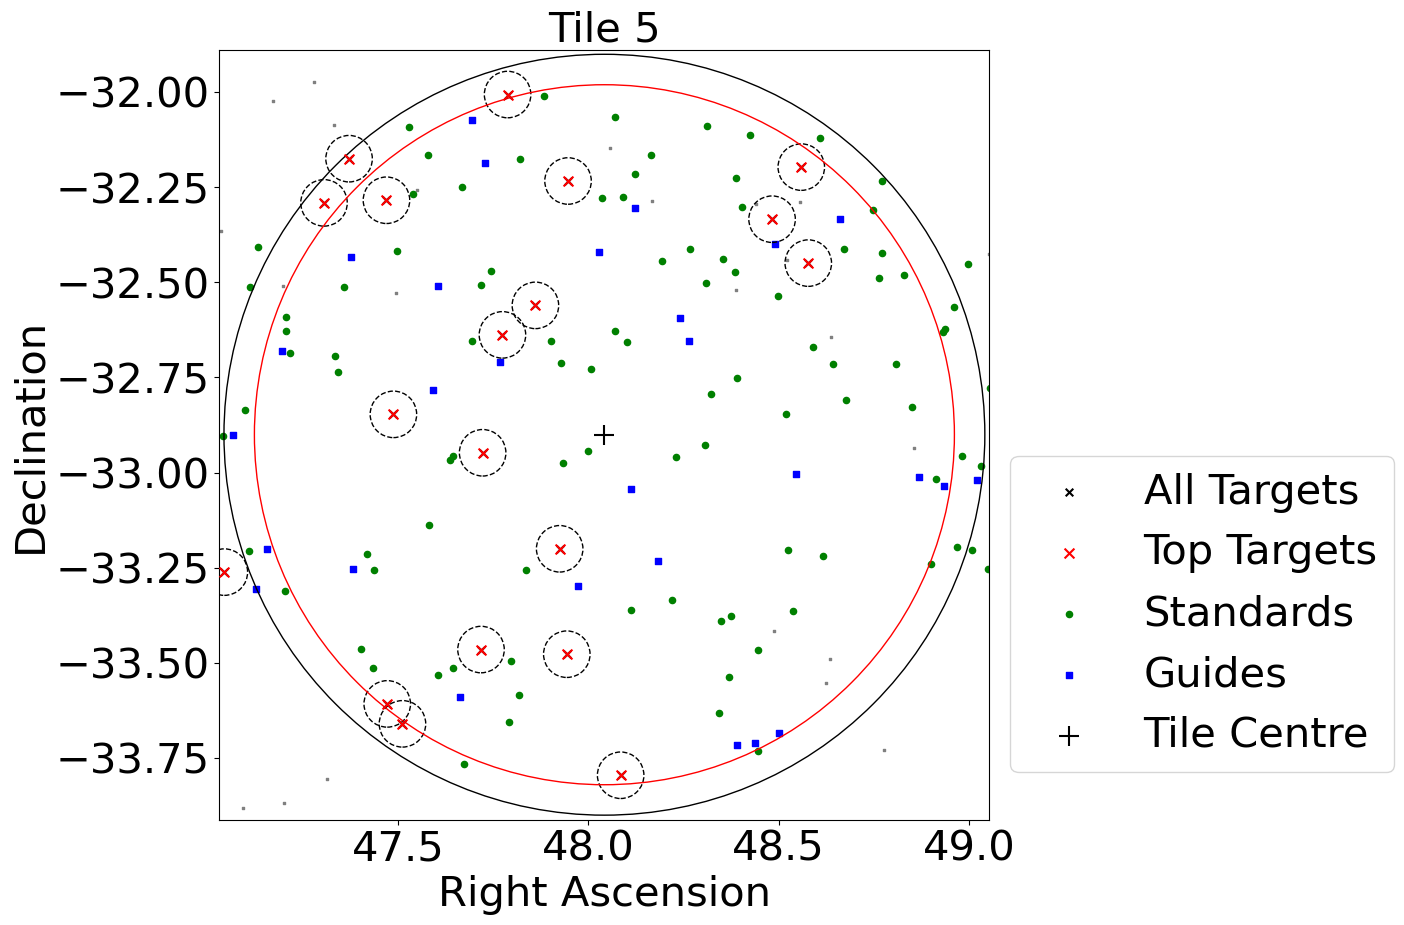 Tile 5
−32.00
−32.25
−32.50
−32.75
−33.00
−33.25
−33.50
−33.75
Declination
47.5 48.0 48.5 49.0
Right Ascension
All Targets
Top Targets
Standards
Guides
Tile Centre